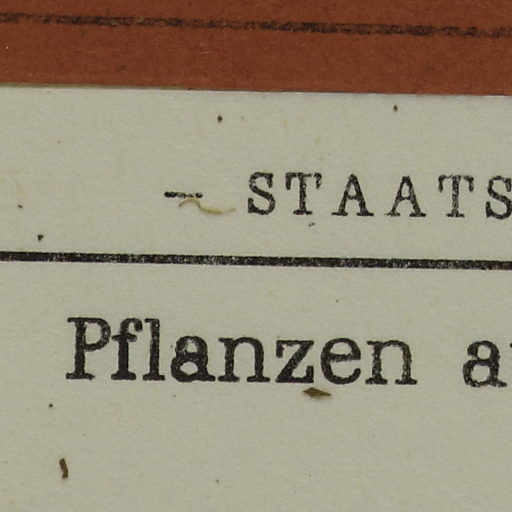 – STAATS
Pflanzen a